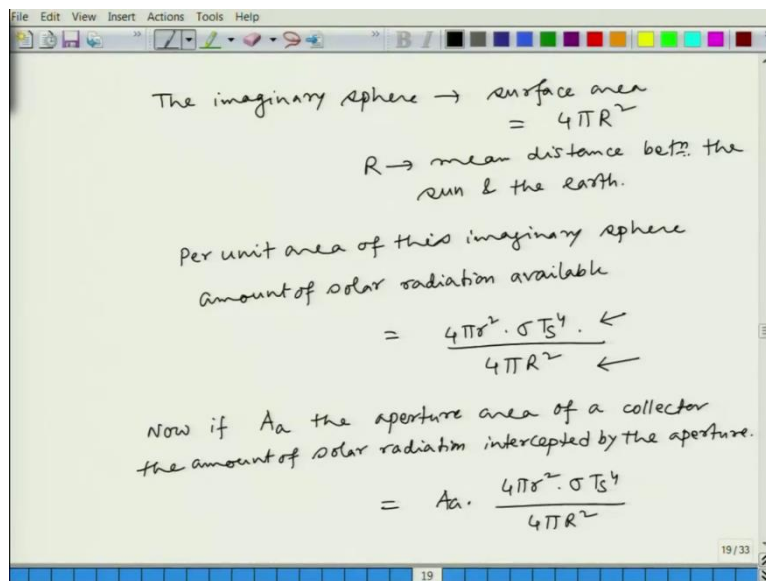 File Edit View Insert Actions Tools Help
The imaginary sphere → surface area
= 4πR²
R → mean distance betn. the
sun & the earth.
Per unit area of this imaginary sphere
amount of solar radiation available
= 4πr². σTs⁴. ←
4πR² ←
Now if Aa the aperture area of a collector
the amount of solar radiation intercepted by the aperture.
= Aa. 4πr². σTs⁴
4πR²
19/33
19